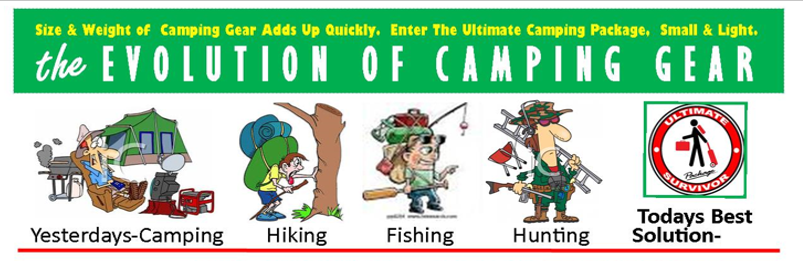 Size & Weight of Camping Gear Adds Up Quickly. Enter The Ultimate Camping Package, Small & Light.
the EVOLUTION OF CAMPING GEAR
ULTIMATE
Package
SURVIVOR
Yesterdays-Camping
Hiking
Fishing
Hunting
Todays Best
Solution-